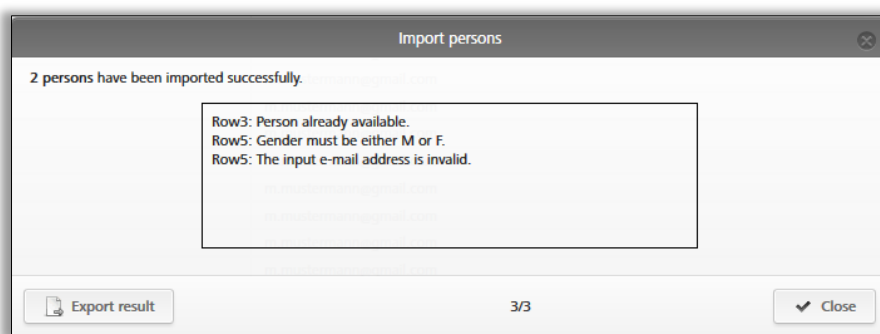 Import persons
2 persons have been imported successfully.
Row3: Person already available.
Row5: Gender must be either M or F.
Row5: The input e-mail address is invalid.
Export result
3/3
Close